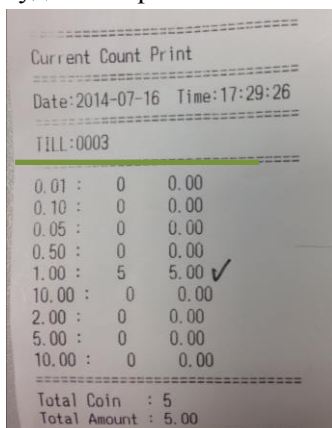 Current Count Print
Date:2014-07-16 Time:17:29:26
TILL:0003
0.01 : 0 0.00
0.10 : 0 0.00
0.05 : 0 0.00
0.50 : 0 0.00
1.00 : 5 5.00 ✓
10.00 : 0 0.00
2.00 : 0 0.00
5.00 : 0 0.00
10.00 : 0 0.00
Total Coin : 5
Total Amount : 5.00